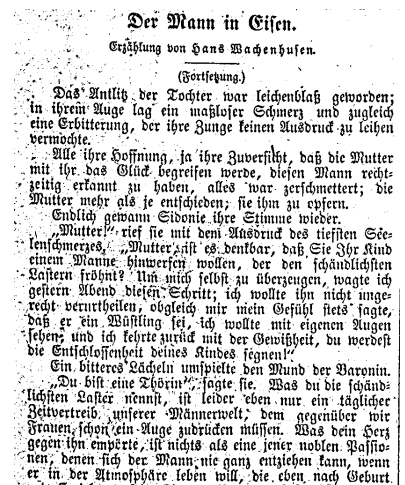 Der Mann in Eisen.
Erzählung von Hans Wachenhusen.
(Fortsetzung.)
Das Antlitz der Tochter war leichenblaß geworden;
in ihrem Auge lag ein maßloser Schmerz und zugleich
eine Erbitterung, der ihre Zunge keinen Ausdruck zu leihen
vermochte.
Alle ihre Hoffnung, ja ihre Zuversicht, daß die Mutter
mit ihr das Glück begreifen werde, diesen Mann recht-
zeitig erkannt zu haben, alles war zerschmettert; die
Mutter mehr als je entschieden; sie ihm zu opfern.
Endlich gewann Sidonie ihre Stimme wieder.
„Mutter!" rief sie mit dem Ausdruck des tiefsten See-
lenschmerzes, „Mutter, ist es denkbar, daß Sie Ihr Kind
einem Manne hinwerfen wollen, der den schändlichsten
Lastern fröhnt? Um mich selbst zu überzeugen, wagte ich
gestern Abend diesen Schritt; ich wollte ihn nicht unge-
recht verurtheilen, obgleich mir mein Gefühl stets sagte,
daß er ein Wüstling sei, ich wollte mit eigenen Augen
sehen, und ich kehrte zurück mit der Gewißheit, du werdest
die Entschlossenheit deines Kindes segnen!"
Ein bitteres Lächeln umspielte den Mund der Baronin.
„Du bist eine Thörin", sagte sie. Was du die schänd-
lichsten Laster nennst, ist leider eben nur ein täglicher
Zeitvertreib unserer Männerwelt, dem gegenüber wir
Frauen schon ein Auge zudrücken müssen. Was dein Herz
gegen ihn empörte, ist nichts als eine jener noblen Passio-
nen, denen sich der Mann nie ganz entziehen kann, wenn
er in der Atmosphäre leben will, die eben nach Geburt